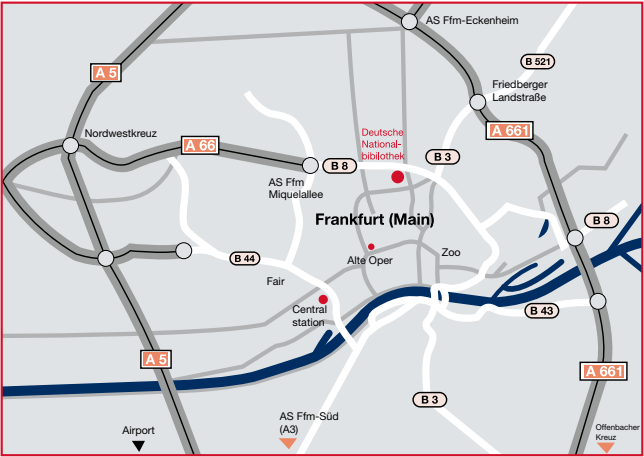 AS Ffm-Eckenheim
B 521
A 5
Friedberger
Landstraße
Nordwestkreuz
A 66
Deutsche
National-
bibliothek
A 661
B 8
B 3
AS Ffm
Miquelallee
Frankfurt (Main)
B 8
B 44
Alte Oper
Zoo
Fair
Central
station
B 43
A 5
A 661
B 3
Airport
AS Ffm-Süd
(A3)
Offenbacher
Kreuz